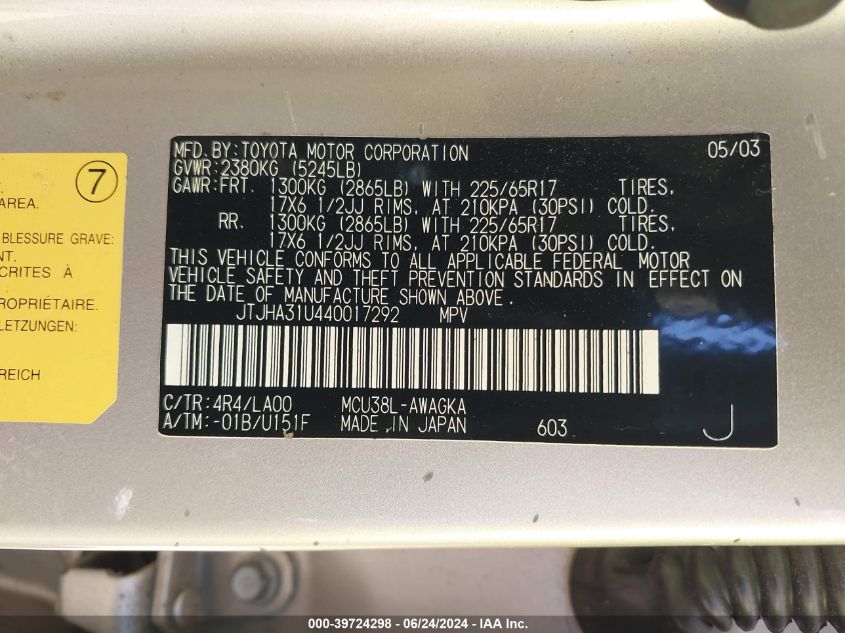 MFD. BY: TOYOTA MOTOR CORPORATION 05/03
GVWR: 2380KG (5245LB)
GAWR: FRT. 1300KG (2865LB) WITH 225/65R17 TIRES,
17X6 1/2JJ RIMS, AT 210KPA (30PSI) COLD.
RR. 1300KG (2865LB) WITH 225/65R17 TIRES,
17X6 1/2JJ RIMS, AT 210KPA (30PSI) COLD.
THIS VEHICLE CONFORMS TO ALL APPLICABLE FEDERAL MOTOR
VEHICLE SAFETY AND THEFT PREVENTION STANDARDS IN EFFECT ON
THE DATE OF MANUFACTURE SHOWN ABOVE.
JTJHA31U440017292 MPV
C/TR: 4R4/LA00 MCU38L-AWAGKA
A/TM: -01B/U151F MADE IN JAPAN 603 J
7
AREA.
BLESSURE GRAVE:
NT.
CRITES À
PROPRIÉTAIRE.
LETZUNGEN:
REICH
000-39724298 - 06/24/2024 - IAA Inc.